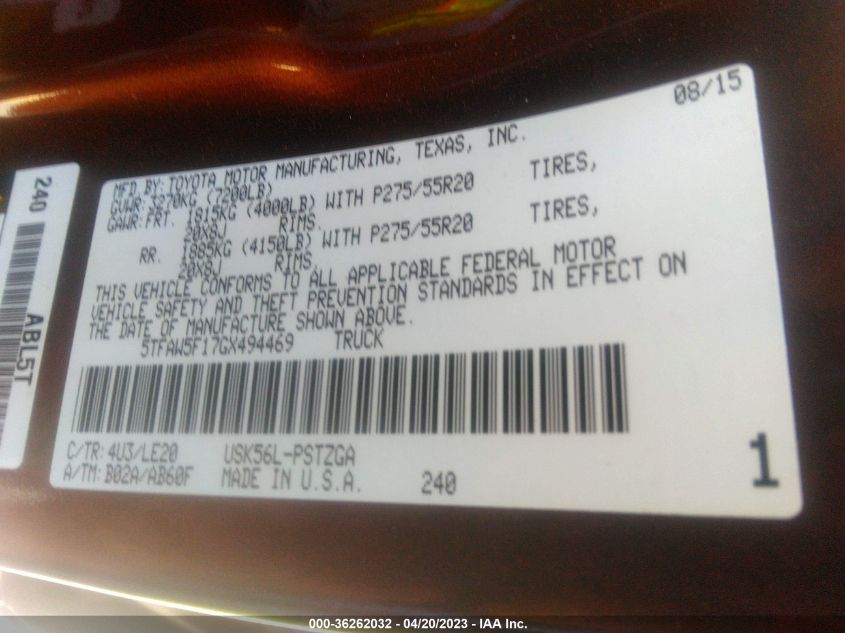 08/15
MFD BY: TOYOTA MOTOR MANUFACTURING, TEXAS, INC.
GVWR: 3270KG (7200LB)
GAWR: FRT. 1815KG (4000LB) WITH P275/55R20 TIRES,
20X8J RIMS.
RR. 1885KG (4150LB) WITH P275/55R20 TIRES,
20X8J RIMS.
THIS VEHICLE CONFORMS TO ALL APPLICABLE FEDERAL MOTOR
VEHICLE SAFETY AND THEFT PREVENTION STANDARDS IN EFFECT ON
THE DATE OF MANUFACTURE SHOWN ABOVE.
5TFAW5F17GX494469 TRUCK
C/TR: 4U3/LE20 USK56L-PSTZGA
A/TM: B02A/AB60F MADE IN U.S.A. 240
1
240
ABL5T
000-36262032 - 04/20/2023 - IAA Inc.